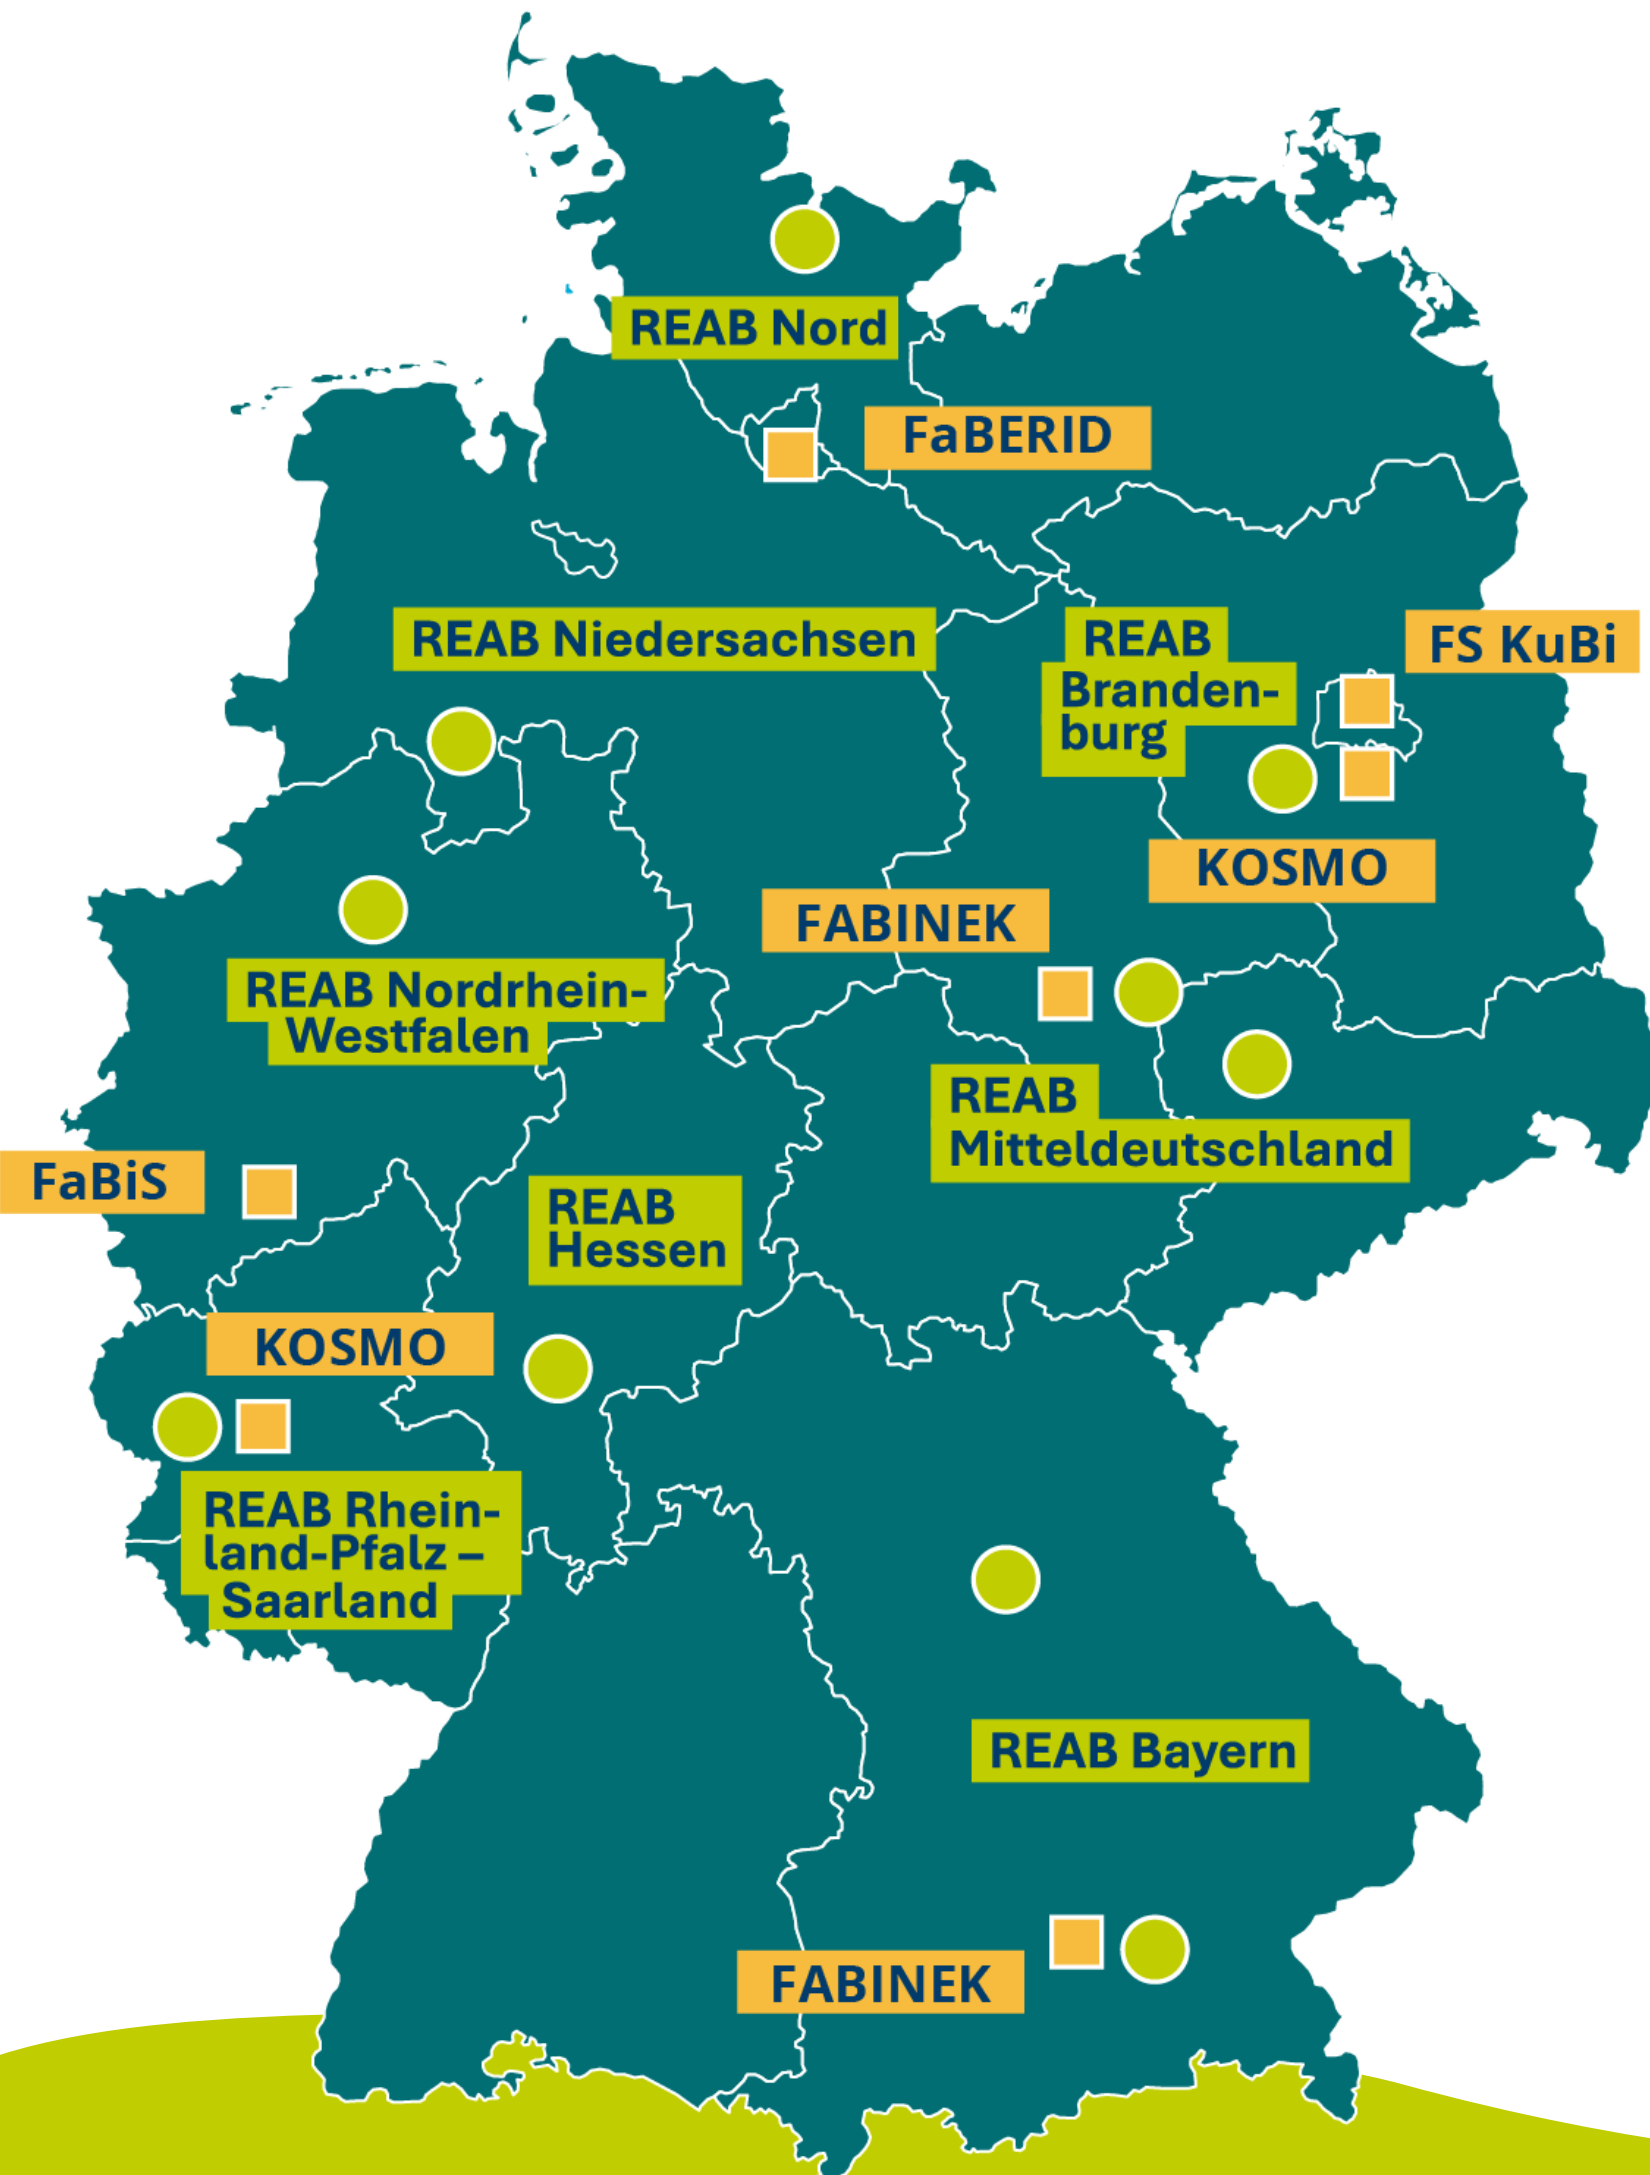 REAB Nord
FaBERID
REAB Niedersachsen
REAB
Branden-
burg
FS KuBi
KOSMO
FABINEK
REAB Nordrhein-
Westfalen
REAB
Mitteldeutschland
FaBiS
REAB
Hessen
KOSMO
REAB Rhein-
land-Pfalz –
Saarland
REAB Bayern
FABINEK